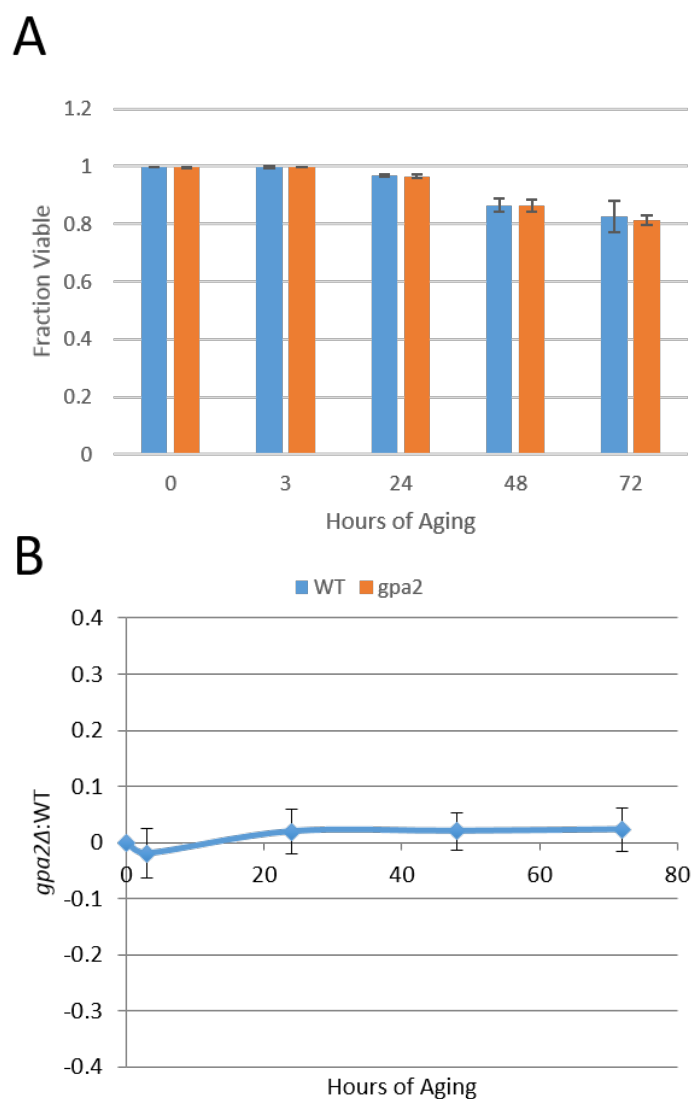 A
1.2
1
0.8
0.6
0.4
0.2
0
Fraction Viable
0 3 24 48 72
Hours of Aging
B
WT gpa2
0.4
0.3
0.2
0.1
0
-0.1
-0.2
-0.3
-0.4
gpa2Δ:WT
0 20 40 60 80
Hours of Aging